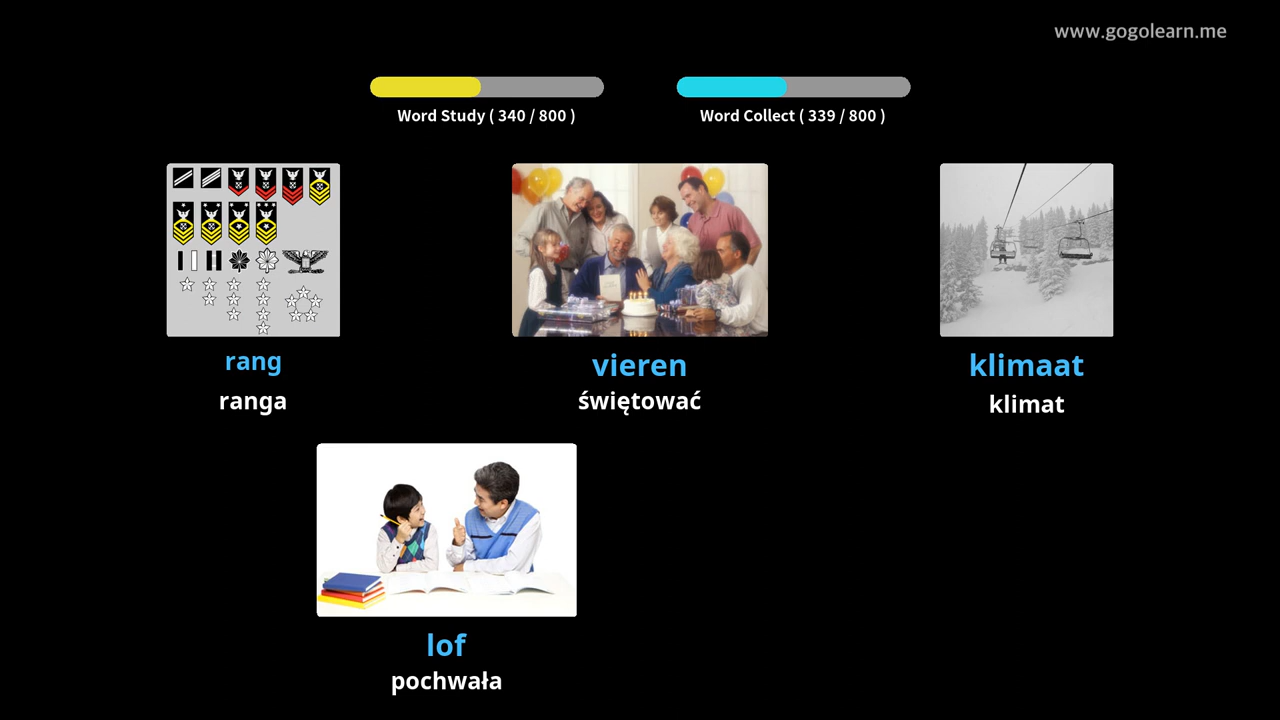 www.gogolearn.me
Word Study ( 340 / 800 )
Word Collect ( 339 / 800 )
rang
ranga
vieren
świętować
klimaat
klimat
lof
pochwała